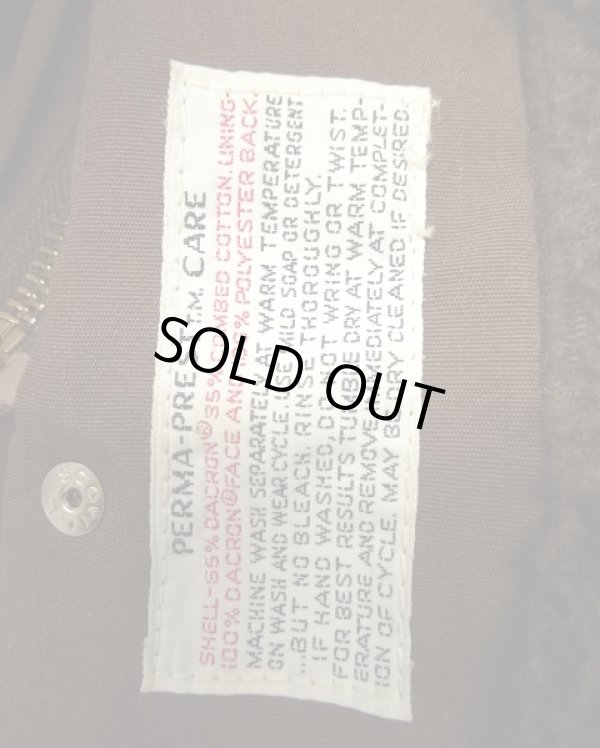 PERMA-PREST T.M. CARE
SHELL-65% DACRON® 35% COMBED COTTON. LINING-
100% DACRON® FACE AND 100% POLYESTER BACK.
MACHINE WASH SEPARATELY AT WARM TEMPERATURE
ON WASH AND WEAR CYCLE. USE MILD SOAP OR DETERGENT
...BUT NO BLEACH. RINSE THOROUGHLY.
IF HAND WASHED, DO NOT WRING OR TWIST.
FOR BEST RESULTS TUMBLE DRY AT WARM TEMP-
ERATURE AND REMOVE IMMEDIATELY AT COMPLET-
ION OF CYCLE. MAY BE DRY CLEANED IF DESIRED.
SOLD OUT